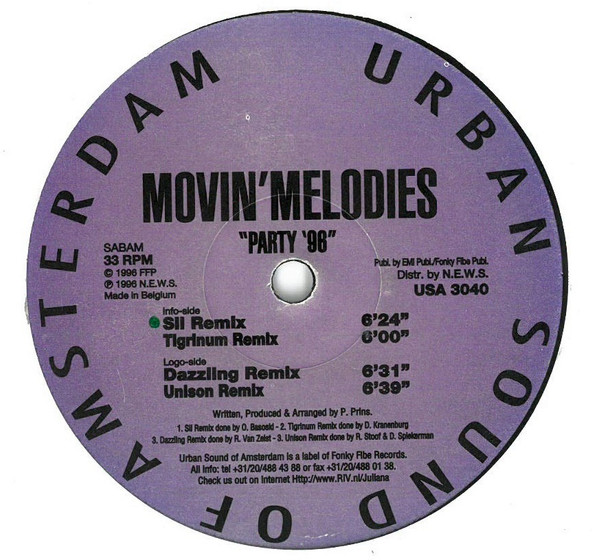 URBAN SOUND OF AMSTERDAM
MOVIN' MELODIES
"PARTY '96"
SABAM
33 RPM
© 1996 FFP
℗ 1996 N.E.W.S.
Made in Belgium
Publ. by EMI Publ./Fonky Fibe Publ.
Distr. by N.E.W.S.
USA 3040
Info-side
Sil Remix 6'24"
Tigrinum Remix 6'00"
Logo-side
Dazzling Remix 6'31"
Unison Remix 6'39"
Written, Produced & Arranged by P. Prins.
1. Sil Remix done by O. Basoski - 2. Tigrinum Remix done by D. Kranenburg
3. Dazzling Remix done by R. Van Zelst - 3. Unison Remix done by R. Stoof & D. Spiekerman
Urban Sound of Amsterdam is a label of Fonky Fibe Records.
All info: tel +31/20/488 43 88 or fax +31/20/488 01 38.
Check us out on Internet Http://www.RIV.nl/Juliana